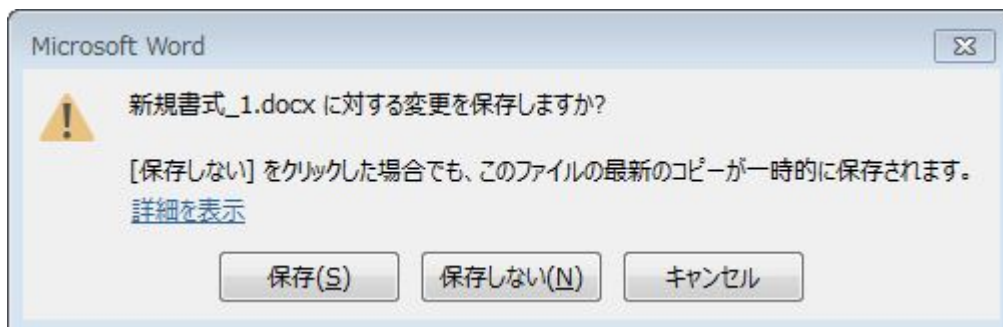 Microsoft Word
新規書式_1.docx に対する変更を保存しますか?
[保存しない] をクリックした場合でも、このファイルの最新のコピーが一時的に保存されます。
詳細を表示
保存(S) 保存しない(N) キャンセル